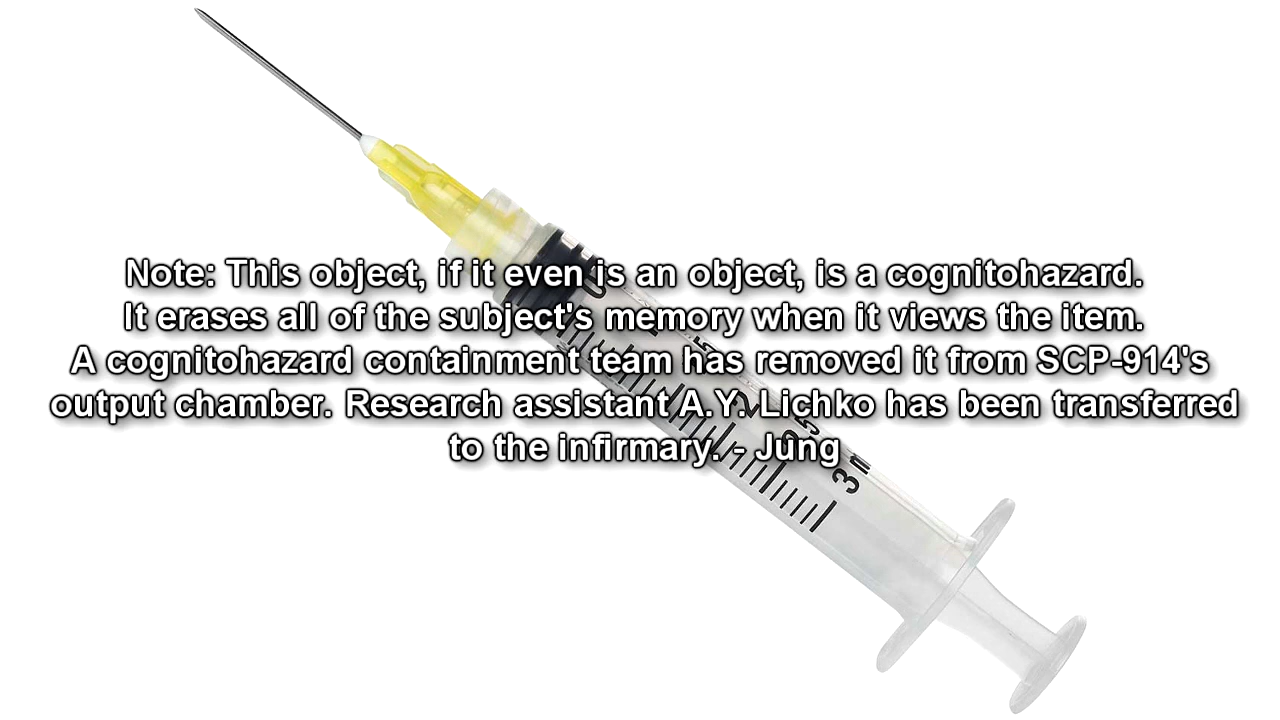 Note: This object, if it even is an object, is a cognitohazard.
It erases all of the subject's memory when it views the item.
A cognitohazard containment team has removed it from SCP-914's
output chamber. Research assistant A.Y. Lichko has been transferred
to the infirmary. - Jung
2
3